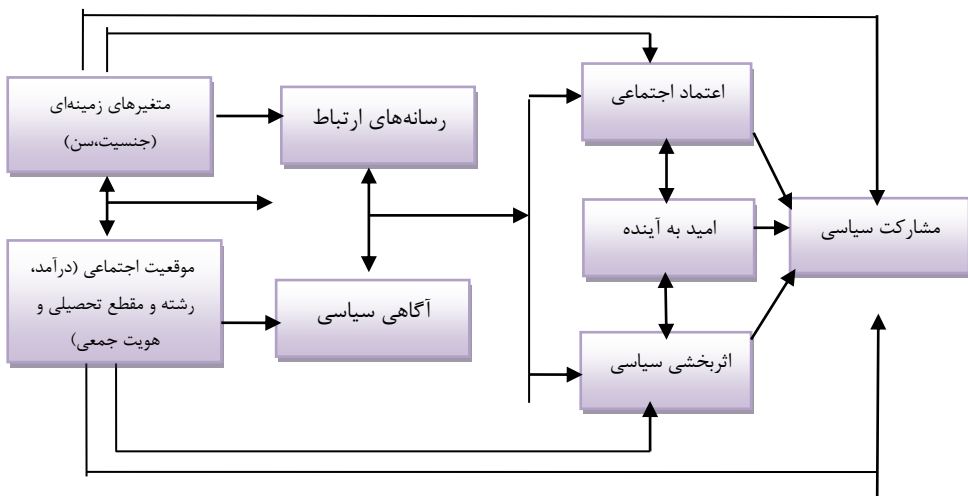 متغیرهای زمینه‌ای
(جنسیت،سن)
رسانه‌های ارتباط
اعتماد اجتماعی
امید به آینده
مشارکت سیاسی
موقعیت اجتماعی (درآمد،
رشته و مقطع تحصیلی و
هویت جمعی)
آگاهی سیاسی
اثربخشی سیاسی